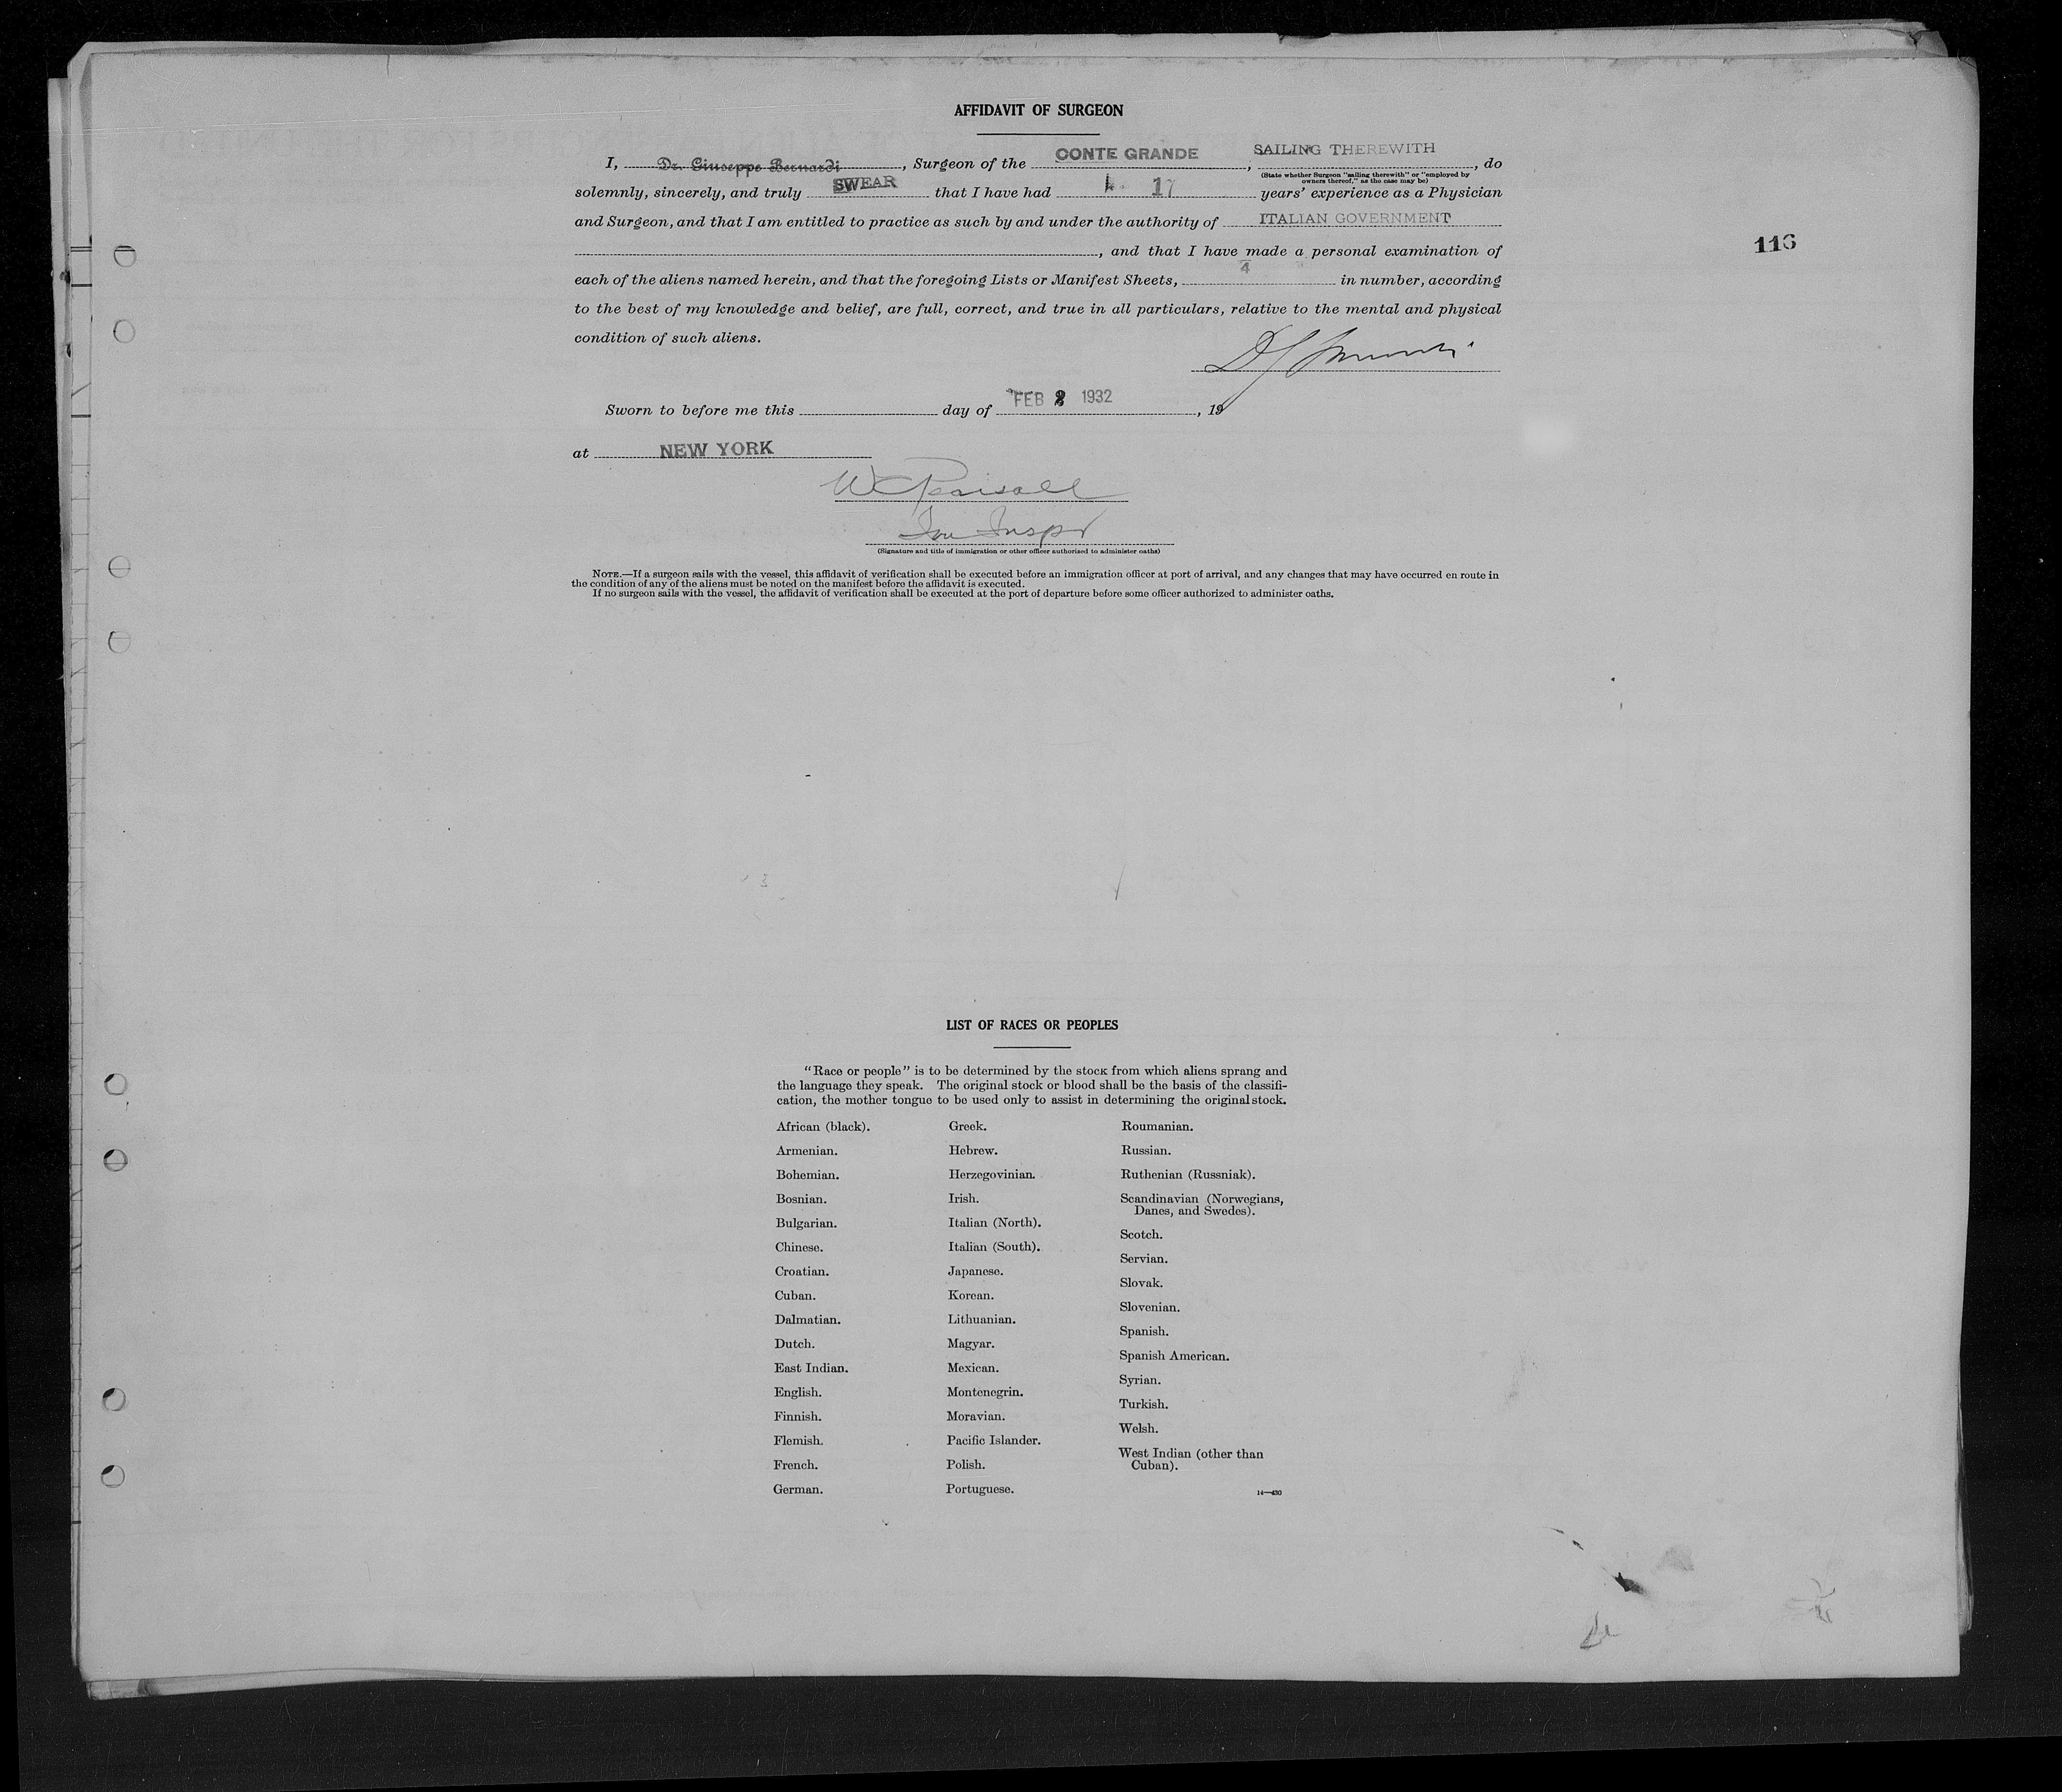 AFFIDAVIT OF SURGEON
I, Dr. Giuseppe Bernardi, Surgeon of the CONTE GRANDE, SAILING THEREWITH, do
(State whether Surgeon "sailing therewith" or "employed by
owners thereof," as the case may be)
solemnly, sincerely, and truly SWEAR that I have had 17 years' experience as a Physician
and Surgeon, and that I am entitled to practice as such by and under the authority of ITALIAN GOVERNMENT
, and that I have made a personal examination of
each of the aliens named herein, and that the foregoing Lists or Manifest Sheets, 4 in number, according
to the best of my knowledge and belief, are full, correct, and true in all particulars, relative to the mental and physical
condition of such aliens.
116
Sworn to before me this day of FEB 1932, 19
at NEW YORK
W Pearsall
Imm Inspr
(Signature and title of immigration or other officer authorized to administer oaths)
NOTE.—If a surgeon sails with the vessel, this affidavit of verification shall be executed before an immigration officer at port of arrival, and any changes that may have occurred en route in
the condition of any of the aliens must be noted on the manifest before the affidavit is executed.
If no surgeon sails with the vessel, the affidavit of verification shall be executed at the port of departure before some officer authorized to administer oaths.
LIST OF RACES OR PEOPLES
"Race or people" is to be determined by the stock from which aliens sprang and
the language they speak. The original stock or blood shall be the basis of the classifi-
cation, the mother tongue to be used only to assist in determining the original stock.
African (black).
Armenian.
Bohemian.
Bosnian.
Bulgarian.
Chinese.
Croatian.
Cuban.
Dalmatian.
Dutch.
East Indian.
English.
Finnish.
Flemish.
French.
German.
Greek.
Hebrew.
Herzegovinian.
Irish.
Italian (North).
Italian (South).
Japanese.
Korean.
Lithuanian.
Magyar.
Mexican.
Montenegrin.
Moravian.
Pacific Islander.
Polish.
Portuguese.
Roumanian.
Russian.
Ruthenian (Russniak).
Scandinavian (Norwegians,
Danes, and Swedes).
Scotch.
Servian.
Slovak.
Slovenian.
Spanish.
Spanish American.
Syrian.
Turkish.
Welsh.
West Indian (other than
Cuban).
14—430